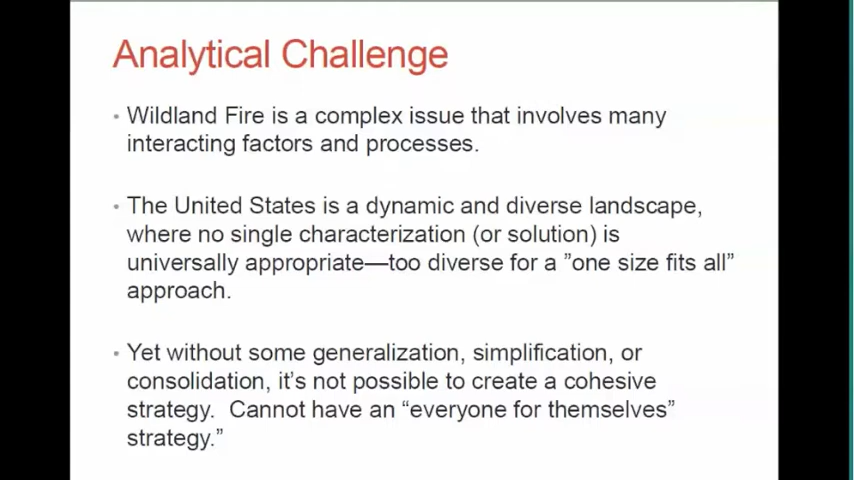 Analytical Challenge
• Wildland Fire is a complex issue that involves many
interacting factors and processes.
• The United States is a dynamic and diverse landscape,
where no single characterization (or solution) is
universally appropriate—too diverse for a ”one size fits all”
approach.
• Yet without some generalization, simplification, or
consolidation, it’s not possible to create a cohesive
strategy.  Cannot have an “everyone for themselves”
strategy.”